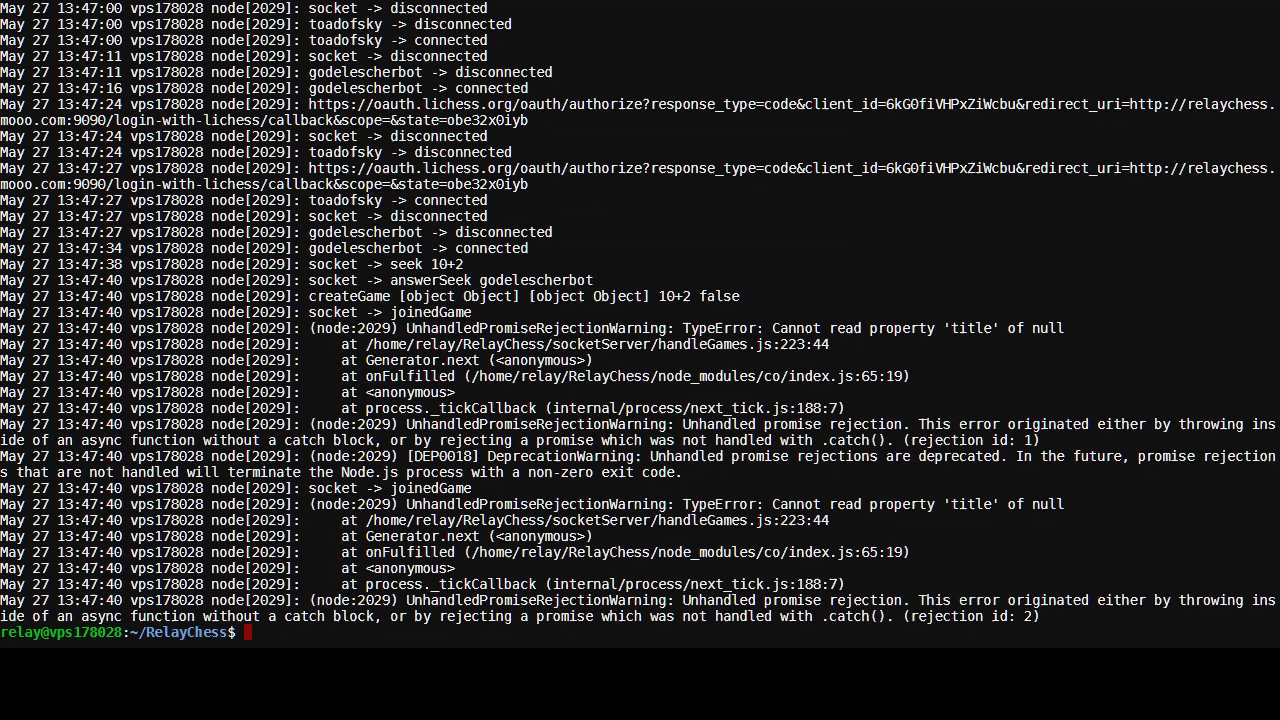 May 27 13:47:00 vps178028 node[2029]: socket -> disconnected
May 27 13:47:00 vps178028 node[2029]: toadofsky -> disconnected
May 27 13:47:00 vps178028 node[2029]: toadofsky -> connected
May 27 13:47:11 vps178028 node[2029]: socket -> disconnected
May 27 13:47:11 vps178028 node[2029]: godelescherbot -> disconnected
May 27 13:47:16 vps178028 node[2029]: godelescherbot -> connected
May 27 13:47:24 vps178028 node[2029]: https://oauth.lichess.org/oauth/authorize?response_type=code&client_id=6kG0fiVHPxZiWcbu&redirect_uri=http://relaychess.
mooo.com:9090/login-with-lichess/callback&scope=&state=obe32x0iyb
May 27 13:47:24 vps178028 node[2029]: socket -> disconnected
May 27 13:47:24 vps178028 node[2029]: toadofsky -> disconnected
May 27 13:47:27 vps178028 node[2029]: https://oauth.lichess.org/oauth/authorize?response_type=code&client_id=6kG0fiVHPxZiWcbu&redirect_uri=http://relaychess.
mooo.com:9090/login-with-lichess/callback&scope=&state=obe32x0iyb
May 27 13:47:27 vps178028 node[2029]: toadofsky -> connected
May 27 13:47:27 vps178028 node[2029]: socket -> disconnected
May 27 13:47:27 vps178028 node[2029]: godelescherbot -> disconnected
May 27 13:47:34 vps178028 node[2029]: godelescherbot -> connected
May 27 13:47:38 vps178028 node[2029]: socket -> seek 10+2
May 27 13:47:40 vps178028 node[2029]: socket -> answerSeek godelescherbot
May 27 13:47:40 vps178028 node[2029]: createGame [object Object] [object Object] 10+2 false
May 27 13:47:40 vps178028 node[2029]: socket -> joinedGame
May 27 13:47:40 vps178028 node[2029]: (node:2029) UnhandledPromiseRejectionWarning: TypeError: Cannot read property 'title' of null
May 27 13:47:40 vps178028 node[2029]:     at /home/relay/RelayChess/socketServer/handleGames.js:223:44
May 27 13:47:40 vps178028 node[2029]:     at Generator.next (<anonymous>)
May 27 13:47:40 vps178028 node[2029]:     at onFulfilled (/home/relay/RelayChess/node_modules/co/index.js:65:19)
May 27 13:47:40 vps178028 node[2029]:     at <anonymous>
May 27 13:47:40 vps178028 node[2029]:     at process._tickCallback (internal/process/next_tick.js:188:7)
May 27 13:47:40 vps178028 node[2029]: (node:2029) UnhandledPromiseRejectionWarning: Unhandled promise rejection. This error originated either by throwing ins
ide of an async function without a catch block, or by rejecting a promise which was not handled with .catch(). (rejection id: 1)
May 27 13:47:40 vps178028 node[2029]: (node:2029) [DEP0018] DeprecationWarning: Unhandled promise rejections are deprecated. In the future, promise rejection
s that are not handled will terminate the Node.js process with a non-zero exit code.
May 27 13:47:40 vps178028 node[2029]: socket -> joinedGame
May 27 13:47:40 vps178028 node[2029]: (node:2029) UnhandledPromiseRejectionWarning: TypeError: Cannot read property 'title' of null
May 27 13:47:40 vps178028 node[2029]:     at /home/relay/RelayChess/socketServer/handleGames.js:223:44
May 27 13:47:40 vps178028 node[2029]:     at Generator.next (<anonymous>)
May 27 13:47:40 vps178028 node[2029]:     at onFulfilled (/home/relay/RelayChess/node_modules/co/index.js:65:19)
May 27 13:47:40 vps178028 node[2029]:     at <anonymous>
May 27 13:47:40 vps178028 node[2029]:     at process._tickCallback (internal/process/next_tick.js:188:7)
May 27 13:47:40 vps178028 node[2029]: (node:2029) UnhandledPromiseRejectionWarning: Unhandled promise rejection. This error originated either by throwing ins
ide of an async function without a catch block, or by rejecting a promise which was not handled with .catch(). (rejection id: 2)
relay@vps178028:~/RelayChess$